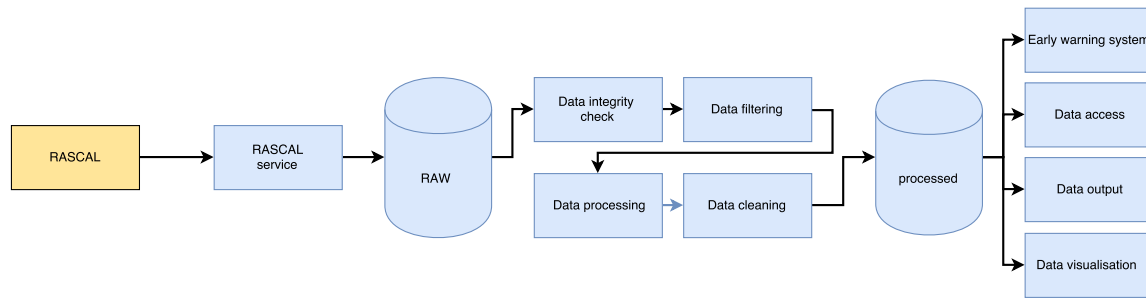 RASCAL
RASCAL
service
RAW
Data integrity
check
Data filtering
Data processing
Data cleaning
processed
Early warning system
Data access
Data output
Data visualisation